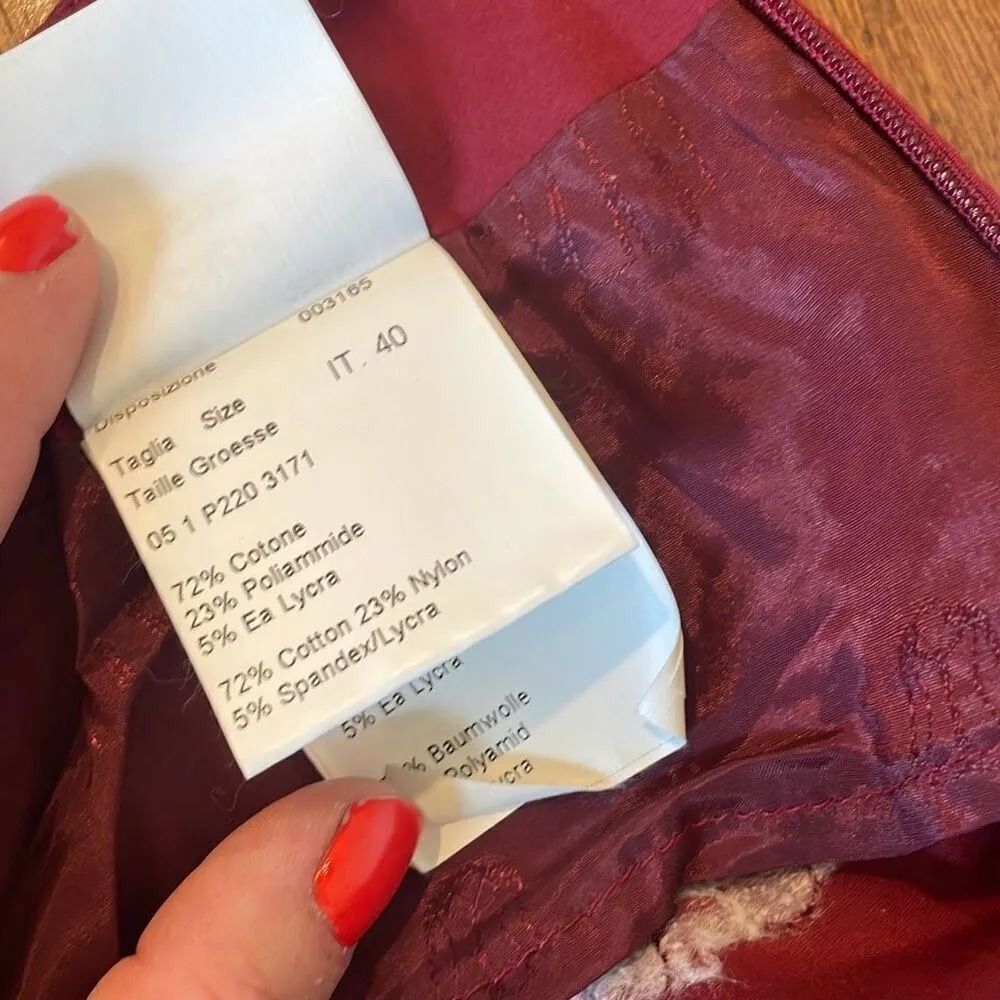 003165
Disposizione
IT . 40
Taglia Size
Taille Groesse
05 1 P220 3171
72% Cotone
23% Poliammide
5% Ea Lycra
72% Cotton 23% Nylon
5% Spandex/Lycra
5% Ea Lycra
% Baumwolle
Polyamid